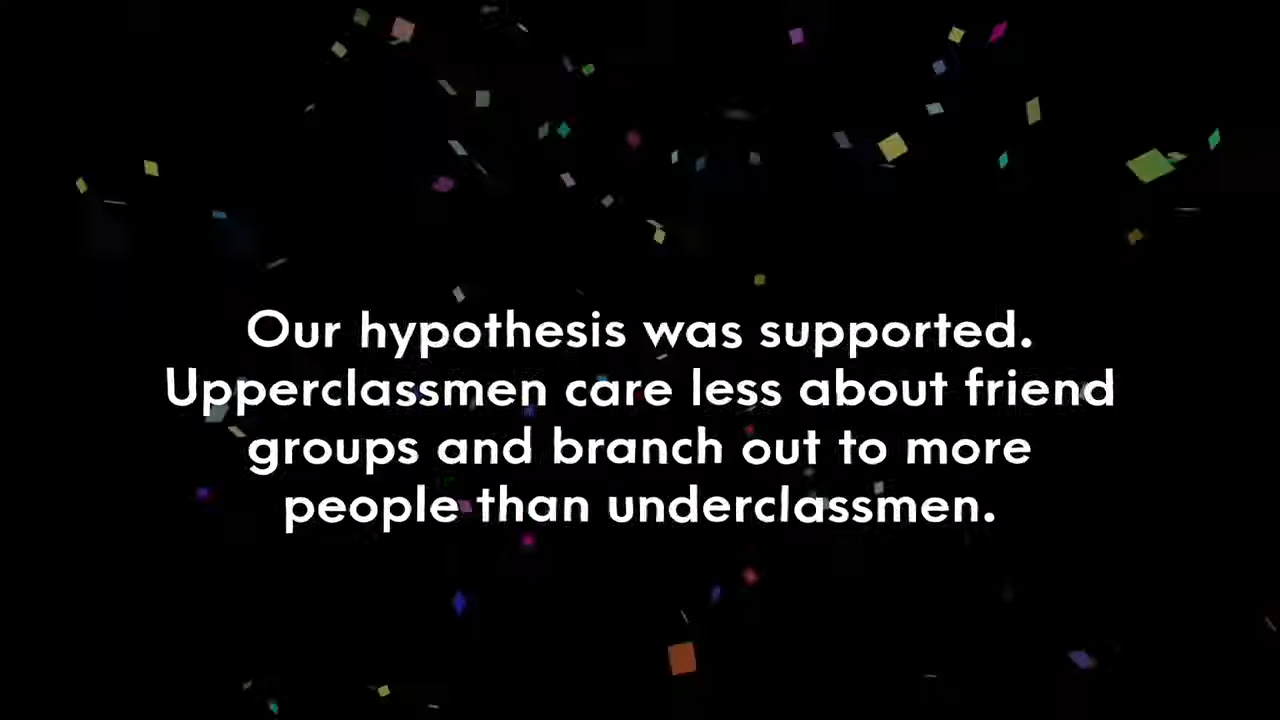 Our hypothesis was supported.
Upperclassmen care less about friend
groups and branch out to more
people than underclassmen.